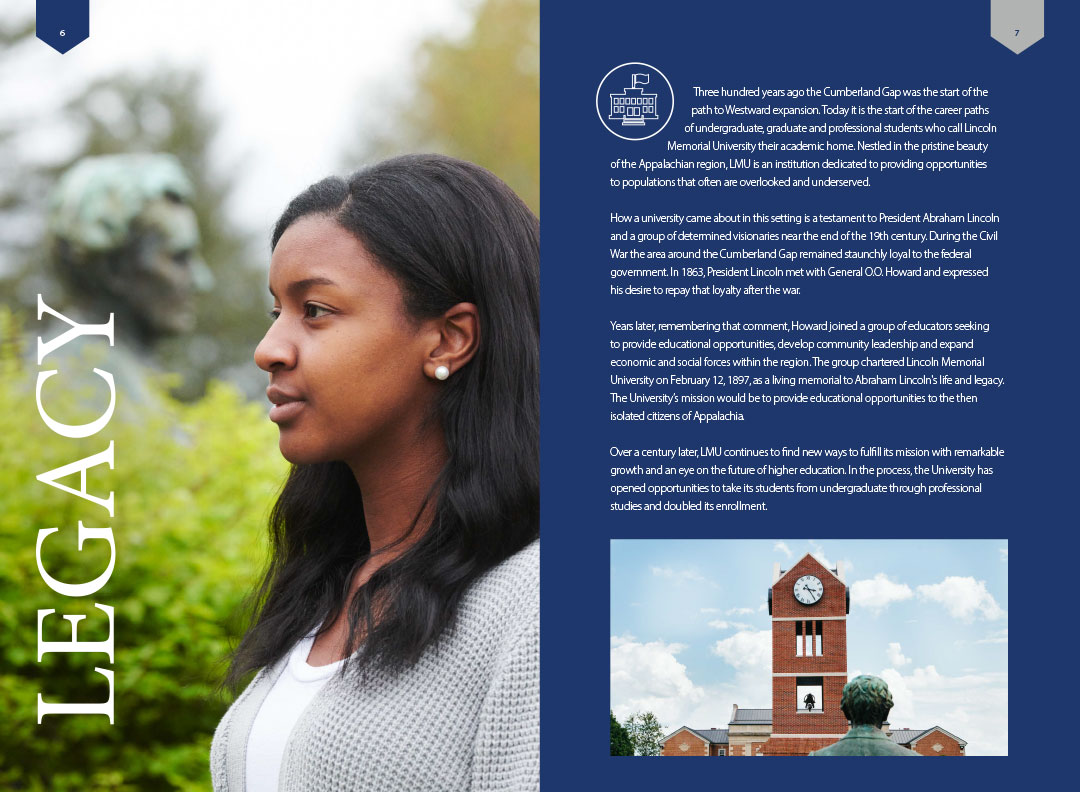 6
LEGACY
7
Three hundred years ago the Cumberland Gap was the start of the
path to Westward expansion. Today it is the start of the career paths
of undergraduate, graduate and professional students who call Lincoln
Memorial University their academic home. Nestled in the pristine beauty
of the Appalachian region, LMU is an institution dedicated to providing opportunities
to populations that often are overlooked and underserved.
How a university came about in this setting is a testament to President Abraham Lincoln
and a group of determined visionaries near the end of the 19th century. During the Civil
War the area around the Cumberland Gap remained staunchly loyal to the federal
government. In 1863, President Lincoln met with General O.O. Howard and expressed
his desire to repay that loyalty after the war.
Years later, remembering that comment, Howard joined a group of educators seeking
to provide educational opportunities, develop community leadership and expand
economic and social forces within the region. The group chartered Lincoln Memorial
University on February 12, 1897, as a living memorial to Abraham Lincoln's life and legacy.
The University's mission would be to provide educational opportunities to the then
isolated citizens of Appalachia.
Over a century later, LMU continues to find new ways to fulfill its mission with remarkable
growth and an eye on the future of higher education. In the process, the University has
opened opportunities to take its students from undergraduate through professional
studies and doubled its enrollment.